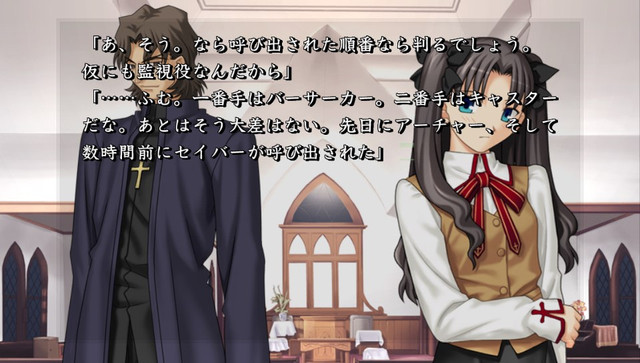 「あ、そう。なら呼び出された順番なら判るでしょう。
仮にも監視役なんだから」
「……ふむ。一番手はバーサーカー。二番手はキャスター
だな。あとはそう大差はない。先日にアーチャー、そして
数時間前にセイバーが呼び出された」